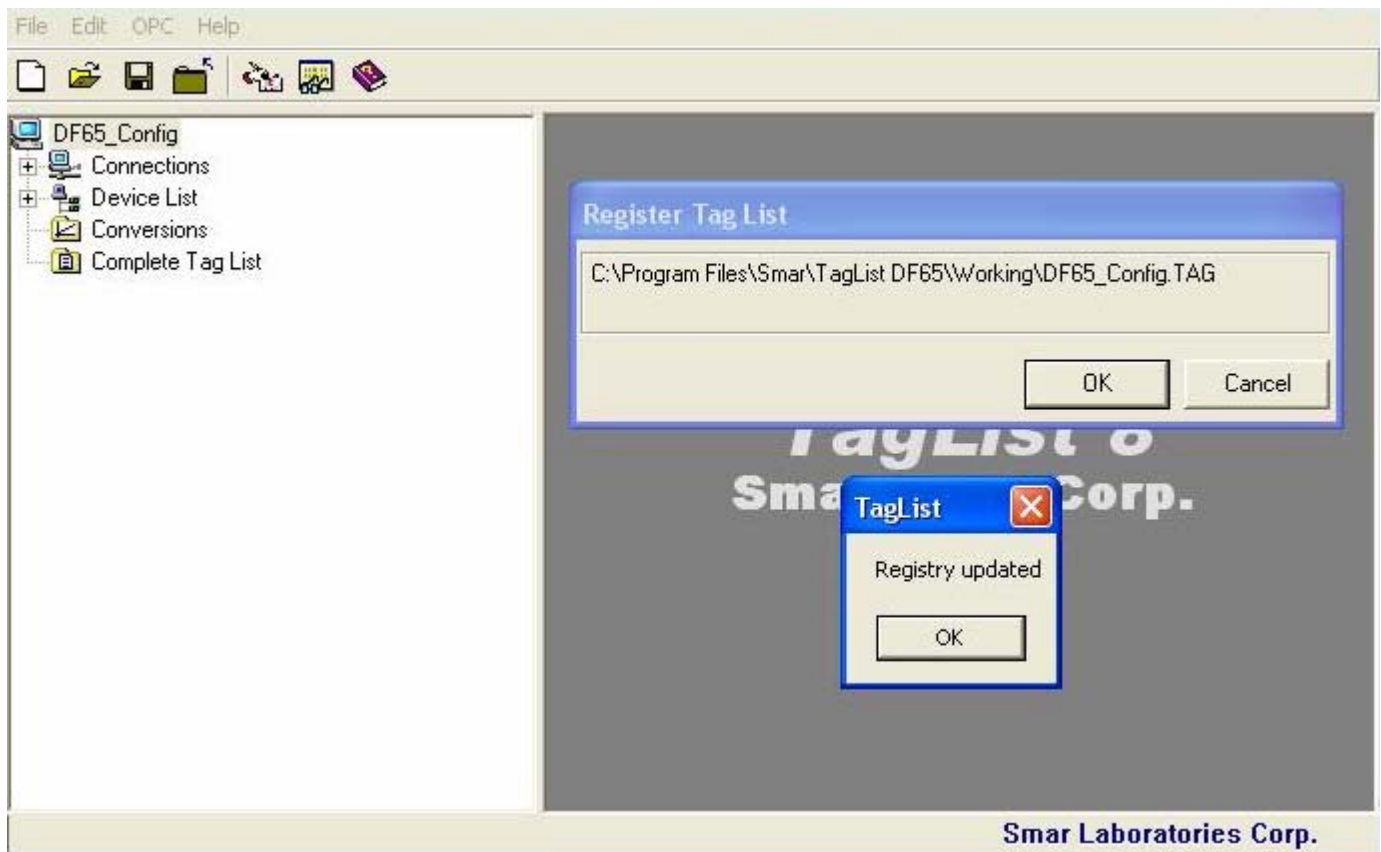 File Edit OPC Help
DF65_Config
Connections
Device List
Conversions
Complete Tag List
Register Tag List
C:\Program Files\Smar\TagList DF65\Working\DF65_Config.TAG
OK Cancel
TagList 8
Sma Corp.
TagList
Registry updated
OK
Smar Laboratories Corp.